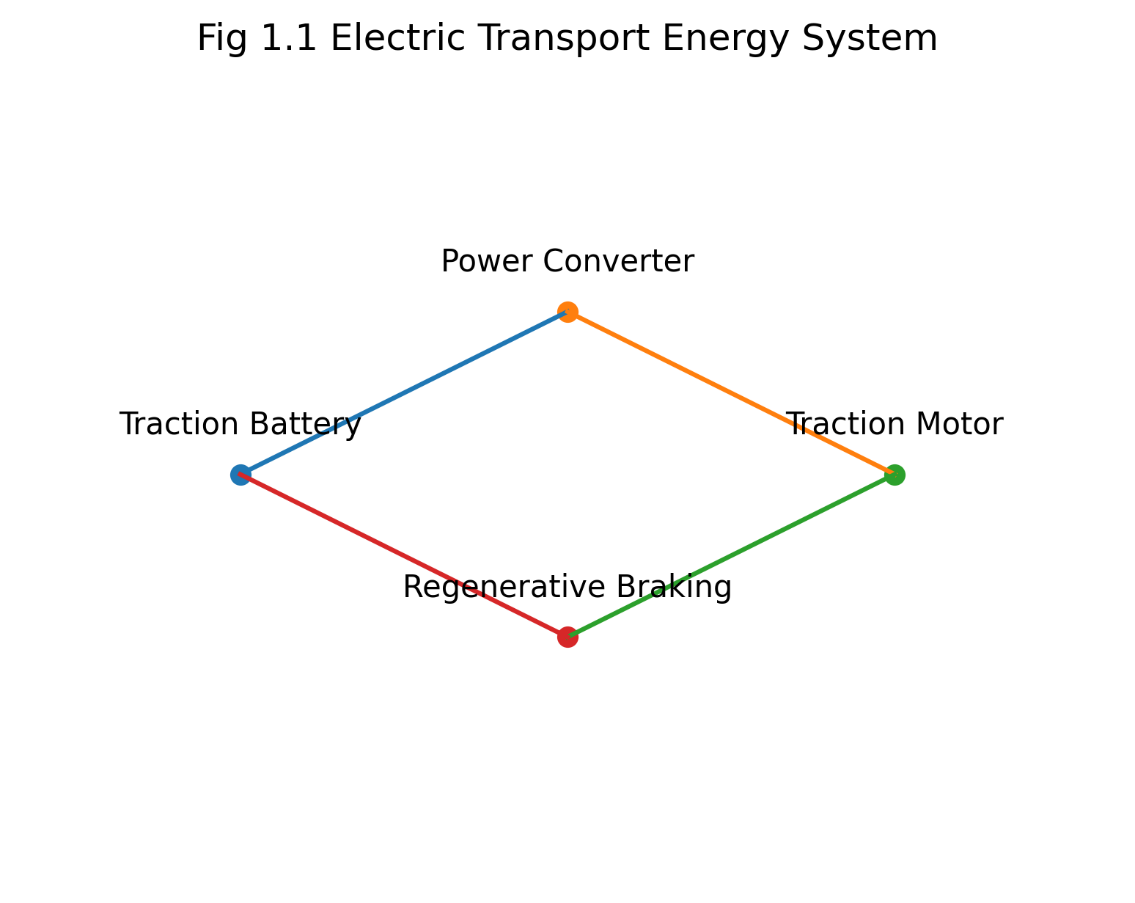 Fig 1.1 Electric Transport Energy System
Power Converter
Traction Battery
Traction Motor
Regenerative Braking